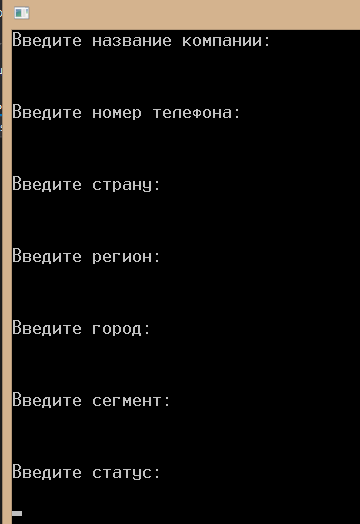 Введите название компании:
Введите номер телефона:
Введите страну:
Введите регион:
Введите город:
Введите сегмент:
Введите статус: